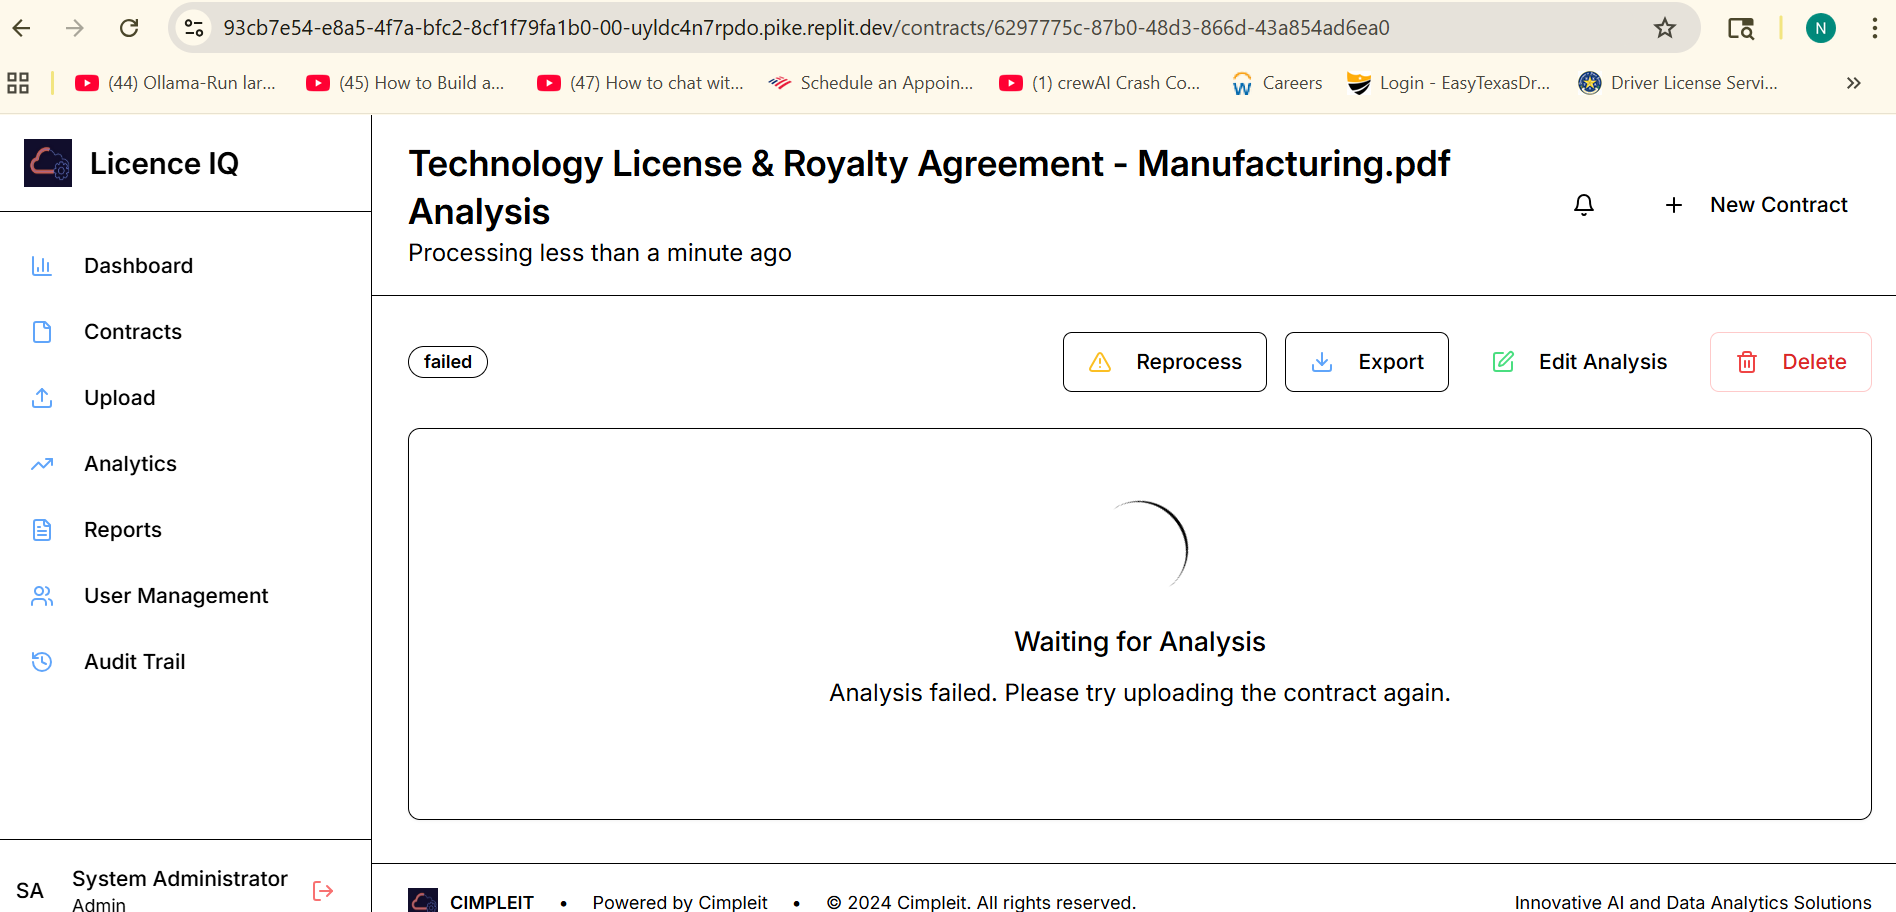 93cb7e54-e8a5-4f7a-bfc2-8cf1f79fa1b0-00-uyldc4n7rpdo.pike.replit.dev/contracts/6297775c-87b0-48d3-866d-43a854ad6ea0
N
(44) Ollama-Run lar...
(45) How to Build a...
(47) How to chat wit...
Schedule an Appoin...
(1) crewAI Crash Co...
Careers
Login - EasyTexasDr...
Driver License Servi...
Licence IQ
Dashboard
Contracts
Upload
Analytics
Reports
User Management
Audit Trail
SA
System Administrator
Admin
Technology License & Royalty Agreement - Manufacturing.pdf
Analysis
Processing less than a minute ago
New Contract
failed
Reprocess
Export
Edit Analysis
Delete
Waiting for Analysis
Analysis failed. Please try uploading the contract again.
CIMPLEIT • Powered by Cimpleit • © 2024 Cimpleit. All rights reserved.
Innovative AI and Data Analytics Solutions